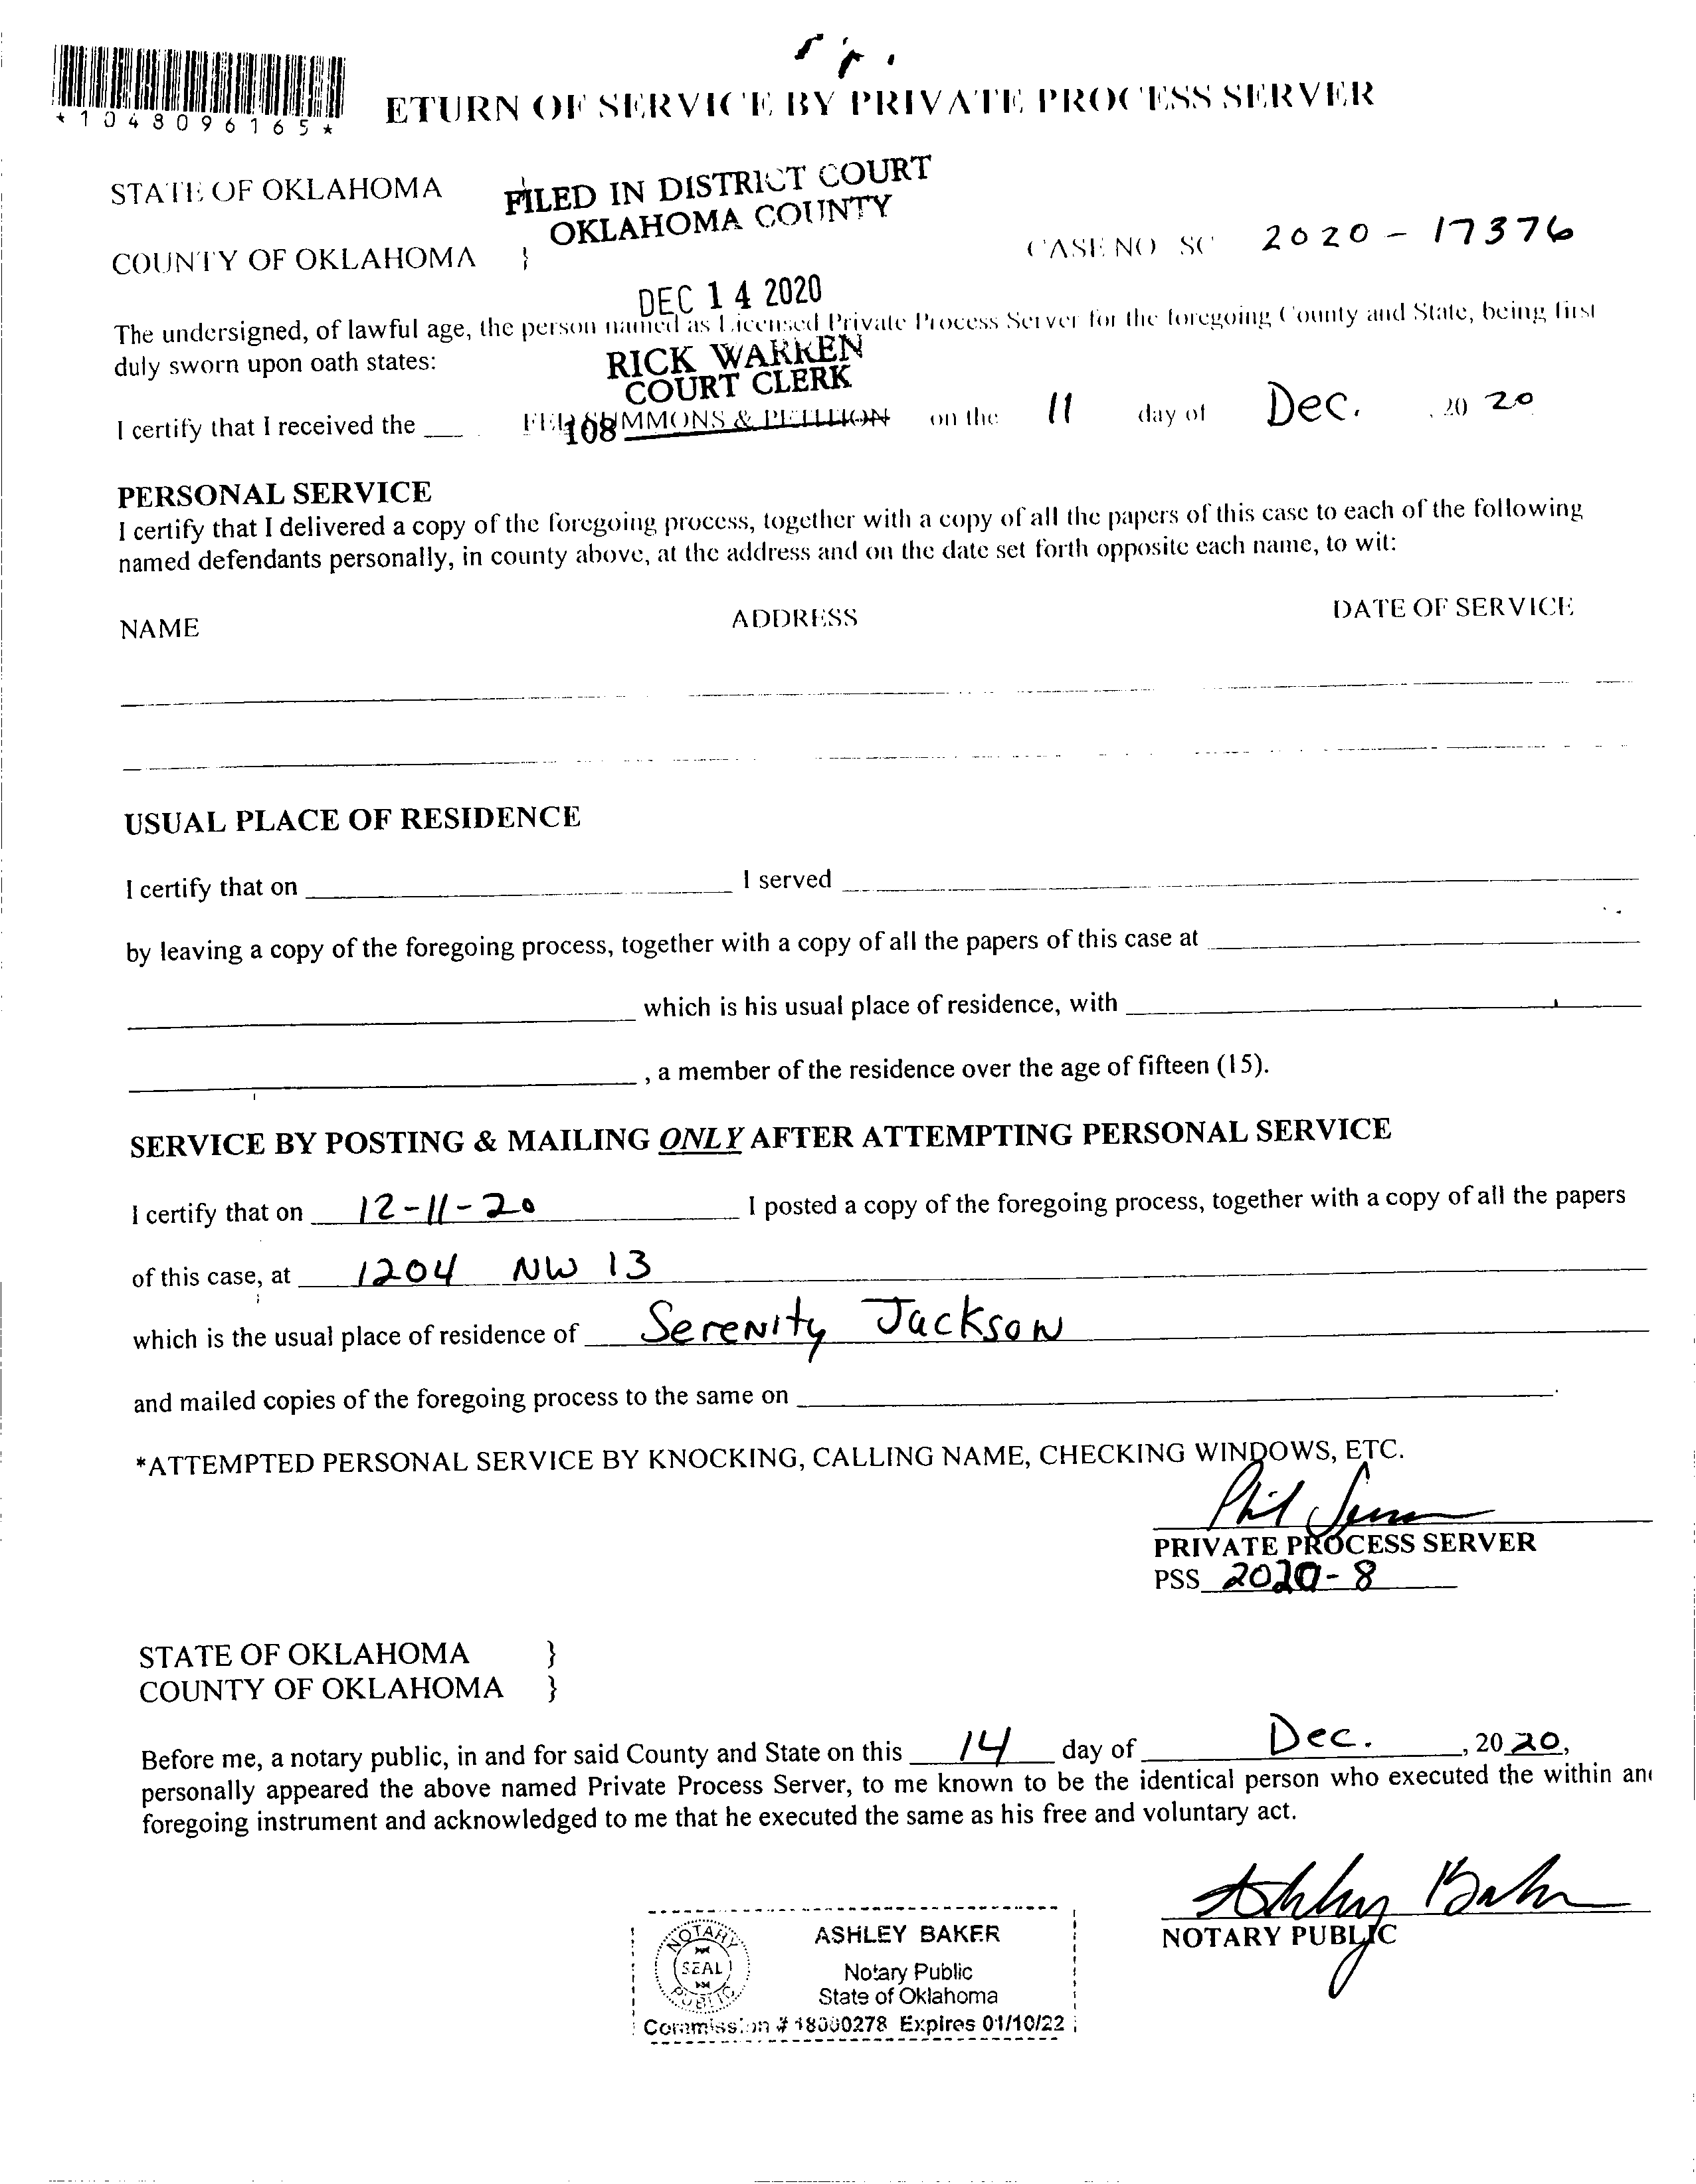 *1048096165*
ETURN OF SERVICE BY PRIVATE PROCESS SERVER
STATE OF OKLAHOMA
FILED IN DISTRICT COURT
OKLAHOMA COUNTY
COUNTY OF OKLAHOMA }
CASE NO SC 2020-17376
DEC 14 2020
The undersigned, of lawful age, the person named as Licensed Private Process Server for the foregoing County and State, being first
duly sworn upon oath states:
RICK WARREN
COURT CLERK
I certify that I received the SUMMONS & PETITION on the 11 day of Dec. , 20 20
108
PERSONAL SERVICE
I certify that I delivered a copy of the foregoing process, together with a copy of all the papers of this case to each of the following
named defendants personally, in county above, at the address and on the date set forth opposite each name, to wit:
NAME ADDRESS DATE OF SERVICE
USUAL PLACE OF RESIDENCE
I certify that on I served
by leaving a copy of the foregoing process, together with a copy of all the papers of this case at
which is his usual place of residence, with
, a member of the residence over the age of fifteen (15).
SERVICE BY POSTING & MAILING ONLY AFTER ATTEMPTING PERSONAL SERVICE
I certify that on 12-11-20 I posted a copy of the foregoing process, together with a copy of all the papers
of this case, at 1204 NW 13
which is the usual place of residence of Serenity Jackson
and mailed copies of the foregoing process to the same on .
*ATTEMPTED PERSONAL SERVICE BY KNOCKING, CALLING NAME, CHECKING WINDOWS, ETC.
Phil
PRIVATE PROCESS SERVER
PSS 2020-8
STATE OF OKLAHOMA }
COUNTY OF OKLAHOMA }
Before me, a notary public, in and for said County and State on this 14 day of Dec. , 20 20,
personally appeared the above named Private Process Server, to me known to be the identical person who executed the within an
foregoing instrument and acknowledged to me that he executed the same as his free and voluntary act.
Ashley Baker
NOTARY PUBLIC
NOTARY PUBLIC
SEAL
ASHLEY BAKER
Notary Public
State of Oklahoma
Commission # 18000278 Expires 01/10/22